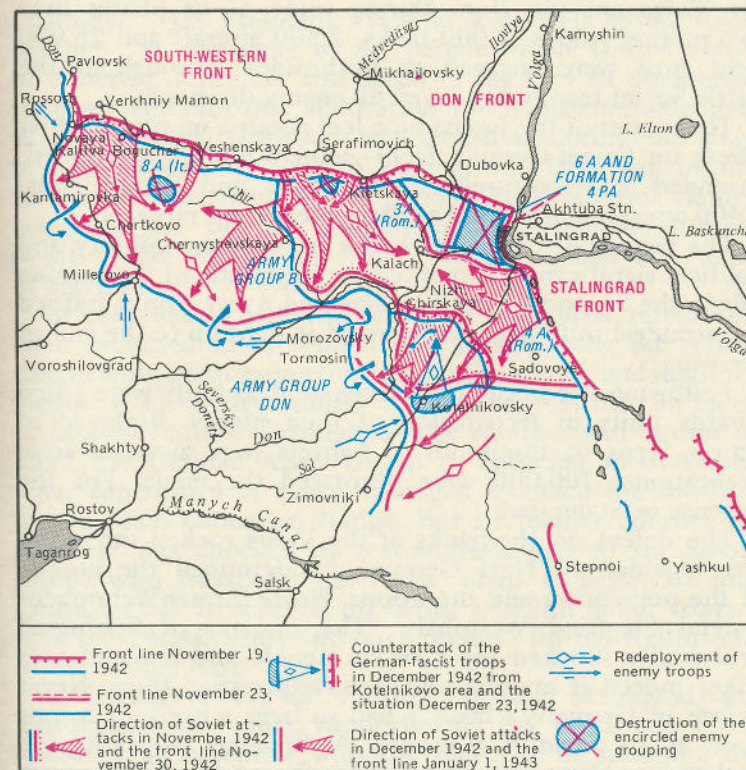 Don
Pavlovsk
SOUTH-WESTERN
FRONT
Medveditsa
Ilovlya
Kamyshin
Volga
Mikhailovsky
DON FRONT
Rossosh
Verkhniy Mamon
L. Elton
Novaya
Kalitva
Boguchar
8A (It.)
Veshenskaya
Serafimovich
Dubovka
6A AND
FORMATION
4PA
Kletskaya
Kantemirovka
Chir
3A
(Rom.)
Akhtuba Stn.
Chertkovo
Chernyshevskaya
STALINGRAD
L. Baskunchak
ARMY
GROUP B
Kalach
Millerovo
Nizh.
Chirskaya
STALINGRAD
FRONT
Morozovsky
4A
(Rom.)
Volga
Tormosin
Sadovoye
Voroshilovgrad
ARMY GROUP
DON
Seversky
Donets
Kotelnikovsky
Don
Shakhty
Sal
Zimovniki
Manych Canal
Rostov
Taganrog
Stepnoi
Yashkul
Salsk
Front line November 19,
1942
Front line November 23,
1942
Direction of Soviet at-
tacks in November 1942
and the front line No-
vember 30, 1942
Counterattack of the
German-fascist troops
in December 1942 from
Kotelnikovo area and the
situation December 23, 1942
Direction of Soviet attacks
in December 1942 and the
front line January 1, 1943
Redeployment of
enemy troops
Destruction of the
encircled enemy
grouping